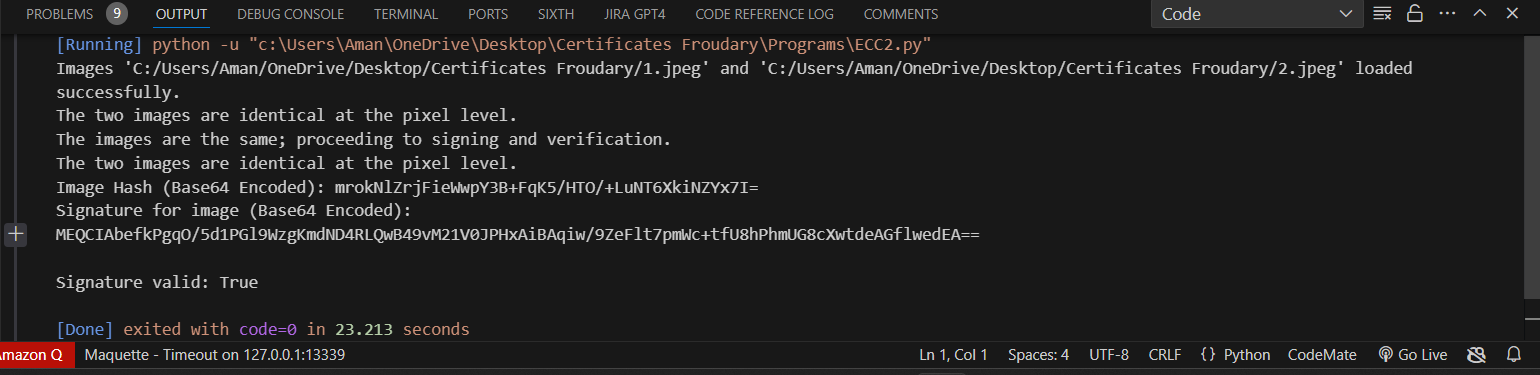 PROBLEMS 9 OUTPUT DEBUG CONSOLE TERMINAL PORTS SIXTH JIRA GPT4 CODE REFERENCE LOG COMMENTS Code
[Running] python -u "c:\Users\Aman\OneDrive\Desktop\Certificates Froudary\Programs\ECC2.py"
Images 'C:/Users/Aman/OneDrive/Desktop/Certificates Froudary/1.jpeg' and 'C:/Users/Aman/OneDrive/Desktop/Certificates Froudary/2.jpeg' loaded
successfully.
The two images are identical at the pixel level.
The images are the same; proceeding to signing and verification.
The two images are identical at the pixel level.
Image Hash (Base64 Encoded): mrokNlZrjFieWwpY3B+FqK5/HTO/+LuNT6XkiNZYx7I=
Signature for image (Base64 Encoded):
MEQCIAbefkPgqO/5d1PGl9WzgKmdND4RLQwB49vM21V0JPHxAiBAqiw/9ZeFlt7pmWc+tfU8hPhmUG8cXwtdeAGflwedEA==
Signature valid: True
[Done] exited with code=0 in 23.213 seconds
mazon Q Maquette - Timeout on 127.0.0.1:13339 Ln 1, Col 1 Spaces: 4 UTF-8 CRLF {} Python CodeMate Go Live